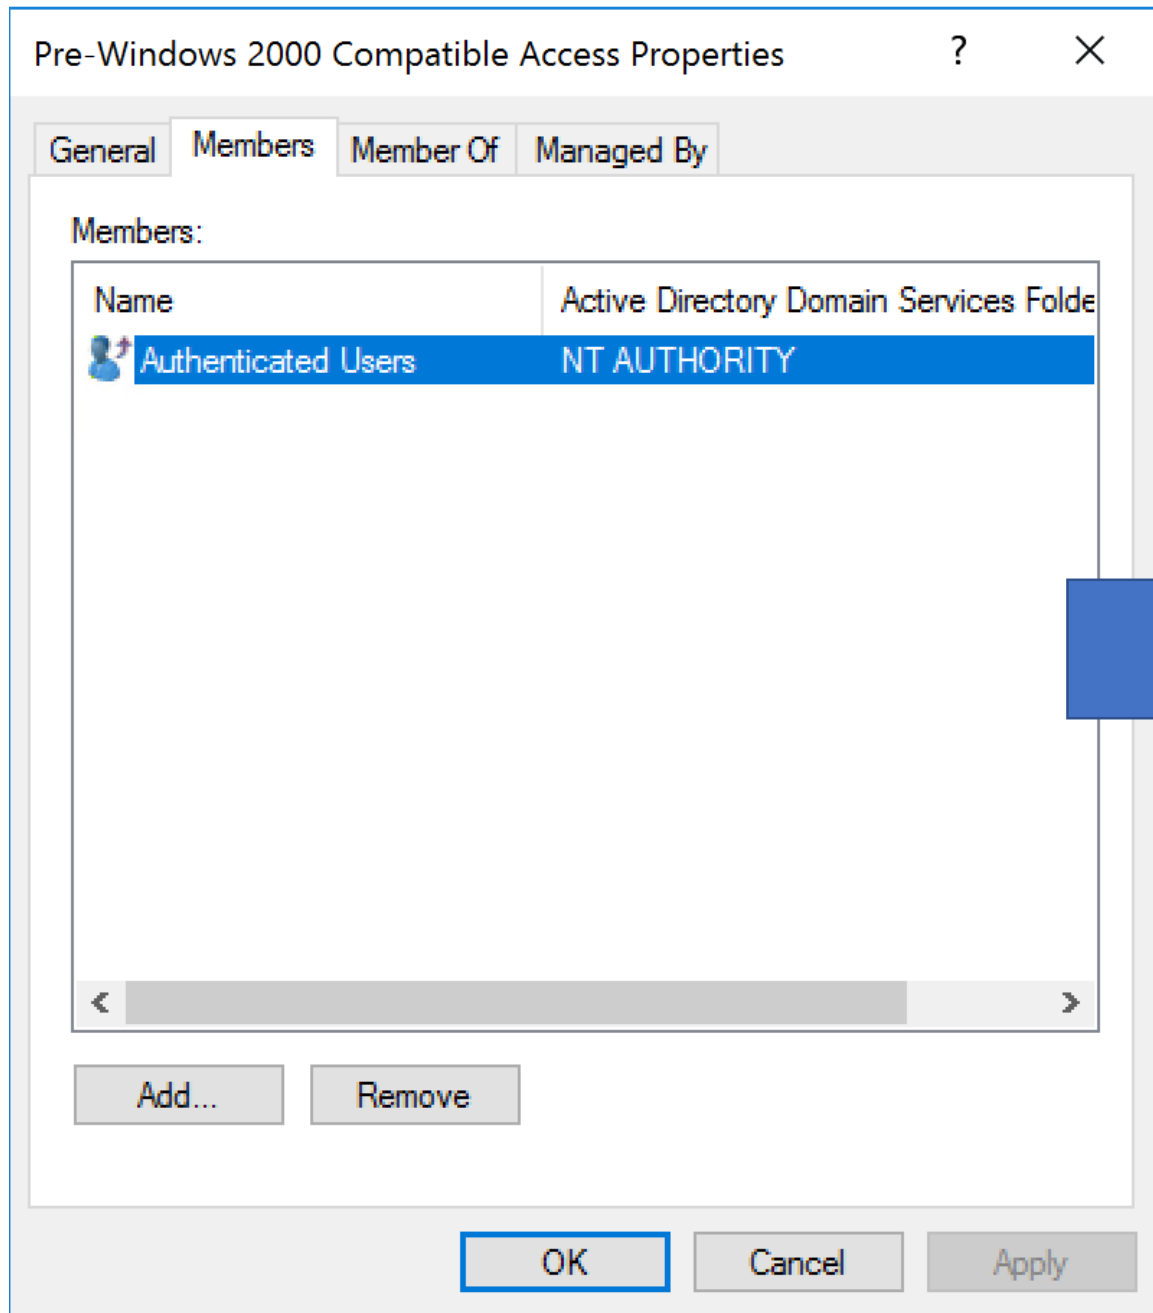 Pre-Windows 2000 Compatible Access Properties ?
General Members Member Of Managed By
Members:
Name Active Directory Domain Services Folde
Authenticated Users NT AUTHORITY
Add... Remove
OK Cancel Apply